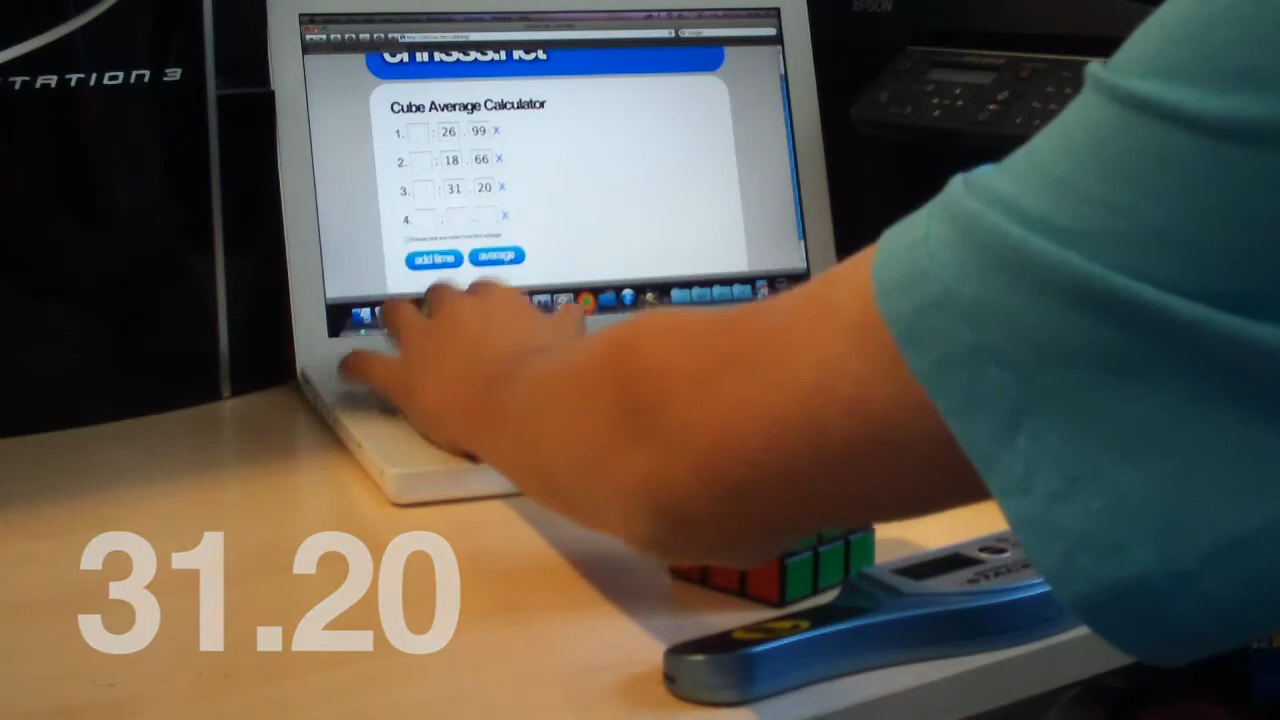 EPSON
TATION 3
chrisss.net
Cube Average Calculator
1. : 26 . 99 X
2. : 18 . 66 X
3. : 31 . 20 X
4. : . X
add time average
31.20